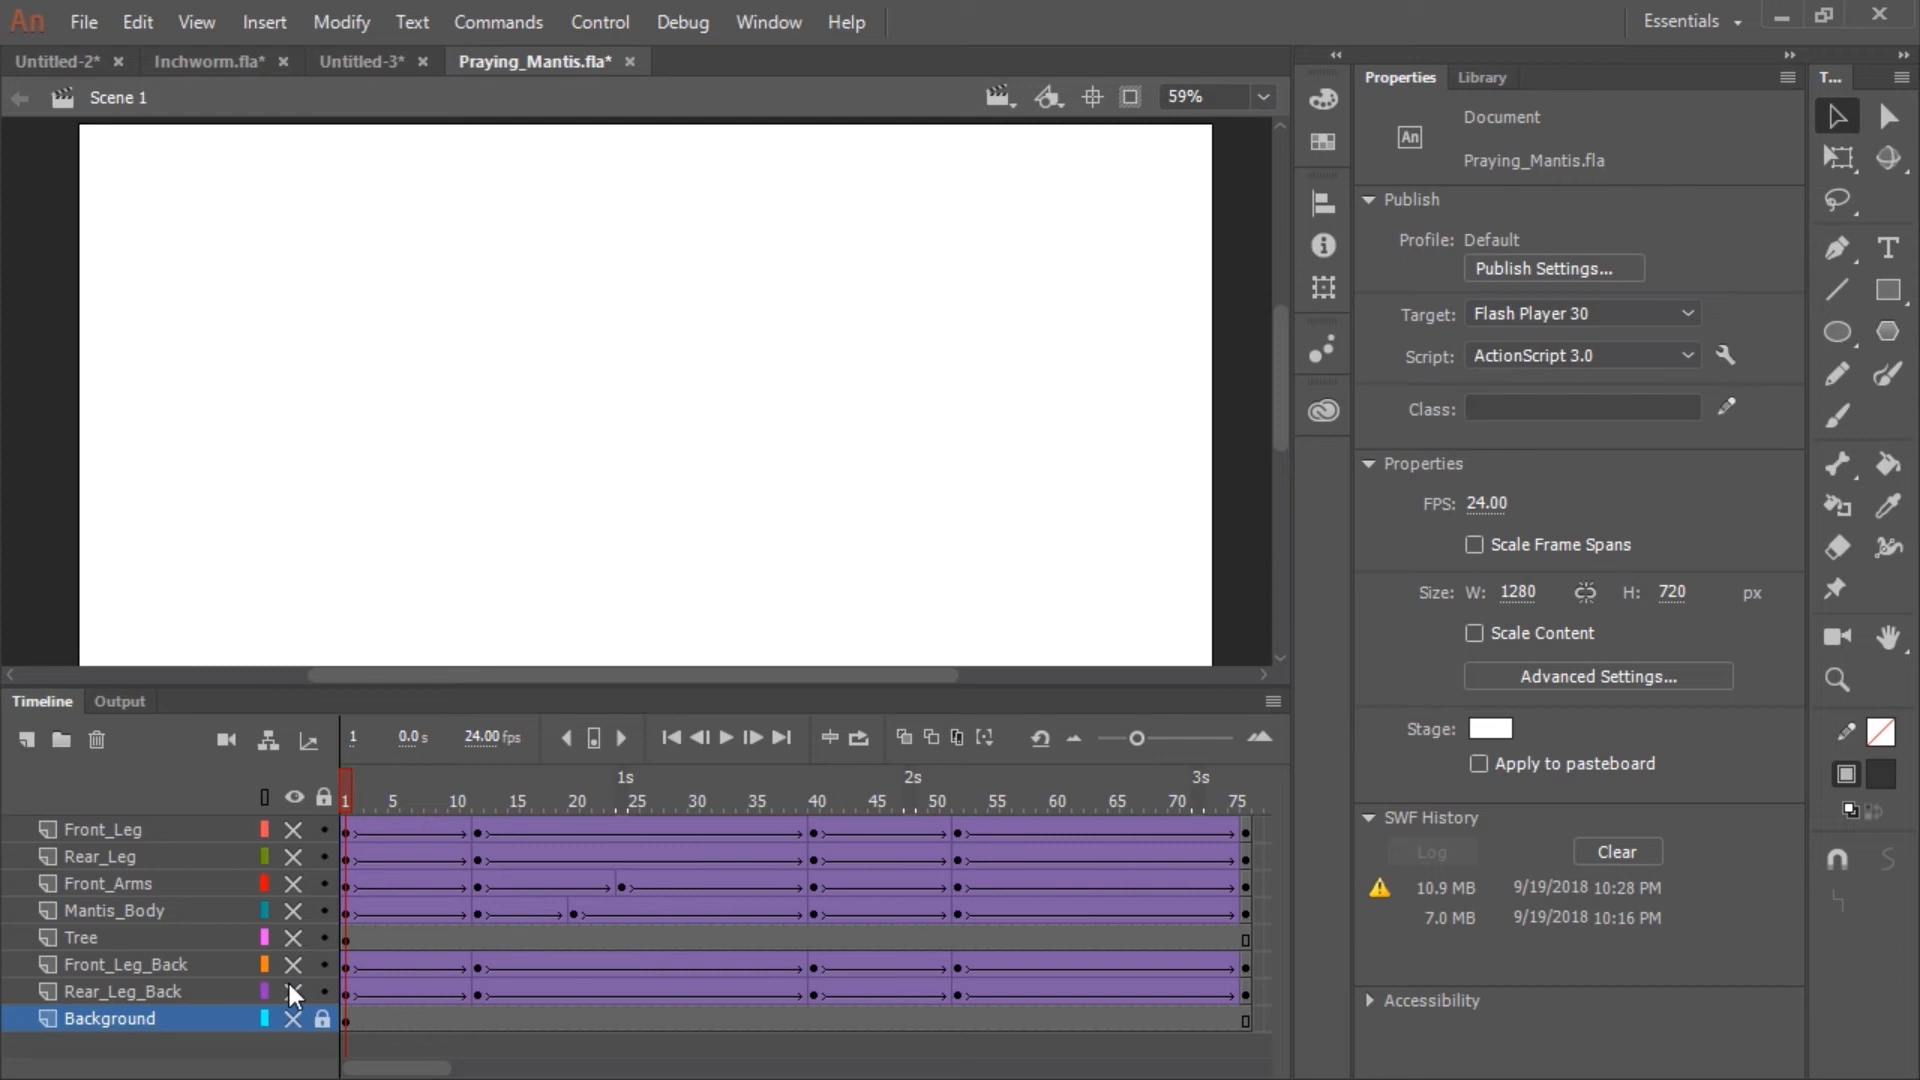 An File Edit View Insert Modify Text Commands Control Debug Window Help Essentials
Untitled-2* Inchworm.fla* Untitled-3* Praying_Mantis.fla*
Scene 1 59%
Properties Library T...
Document
An
Praying_Mantis.fla
Publish
Profile: Default
Publish Settings...
Target: Flash Player 30
Script: ActionScript 3.0
Class:
Properties
FPS: 24.00
Scale Frame Spans
Size: W: 1280 H: 720 px
Scale Content
Advanced Settings...
Stage:
Apply to pasteboard
SWF History
Log Clear
10.9 MB 9/19/2018 10:28 PM
7.0 MB 9/19/2018 10:16 PM
Accessibility
Timeline Output
1 0.0 s 24.00 fps
1s 2s 3s
1 5 10 15 20 25 30 35 40 45 50 55 60 65 70 75
Front_Leg
Rear_Leg
Front_Arms
Mantis_Body
Tree
Front_Leg_Back
Rear_Leg_Back
Background